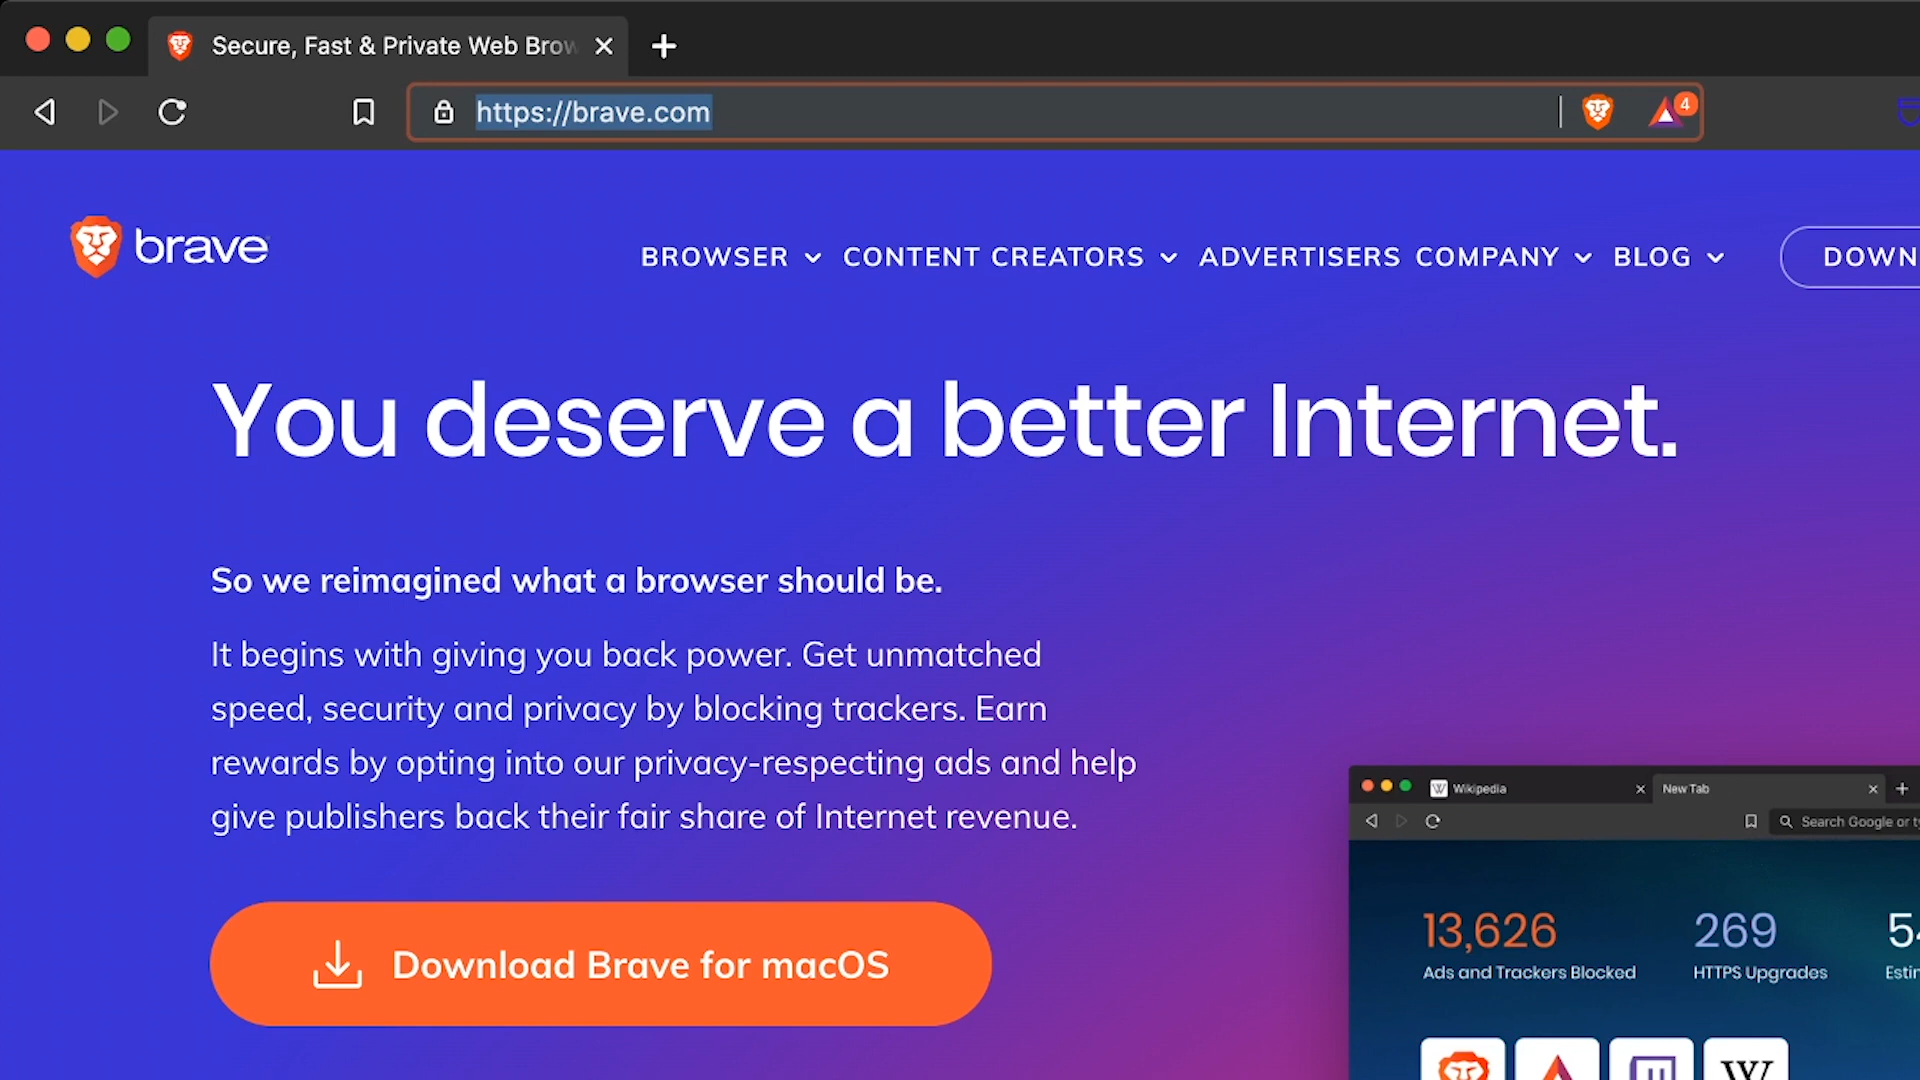 Secure, Fast & Private Web Brow
https://brave.com
4
brave
BROWSER CONTENT CREATORS ADVERTISERS COMPANY BLOG DOWN
You deserve a better Internet.
So we reimagined what a browser should be.
It begins with giving you back power. Get unmatched
speed, security and privacy by blocking trackers. Earn
rewards by opting into our privacy-respecting ads and help
give publishers back their fair share of Internet revenue.
Download Brave for macOS
W Wikipedia New Tab
Search Google or ty
13,626 269 54
Ads and Trackers Blocked HTTPS Upgrades Estin
W